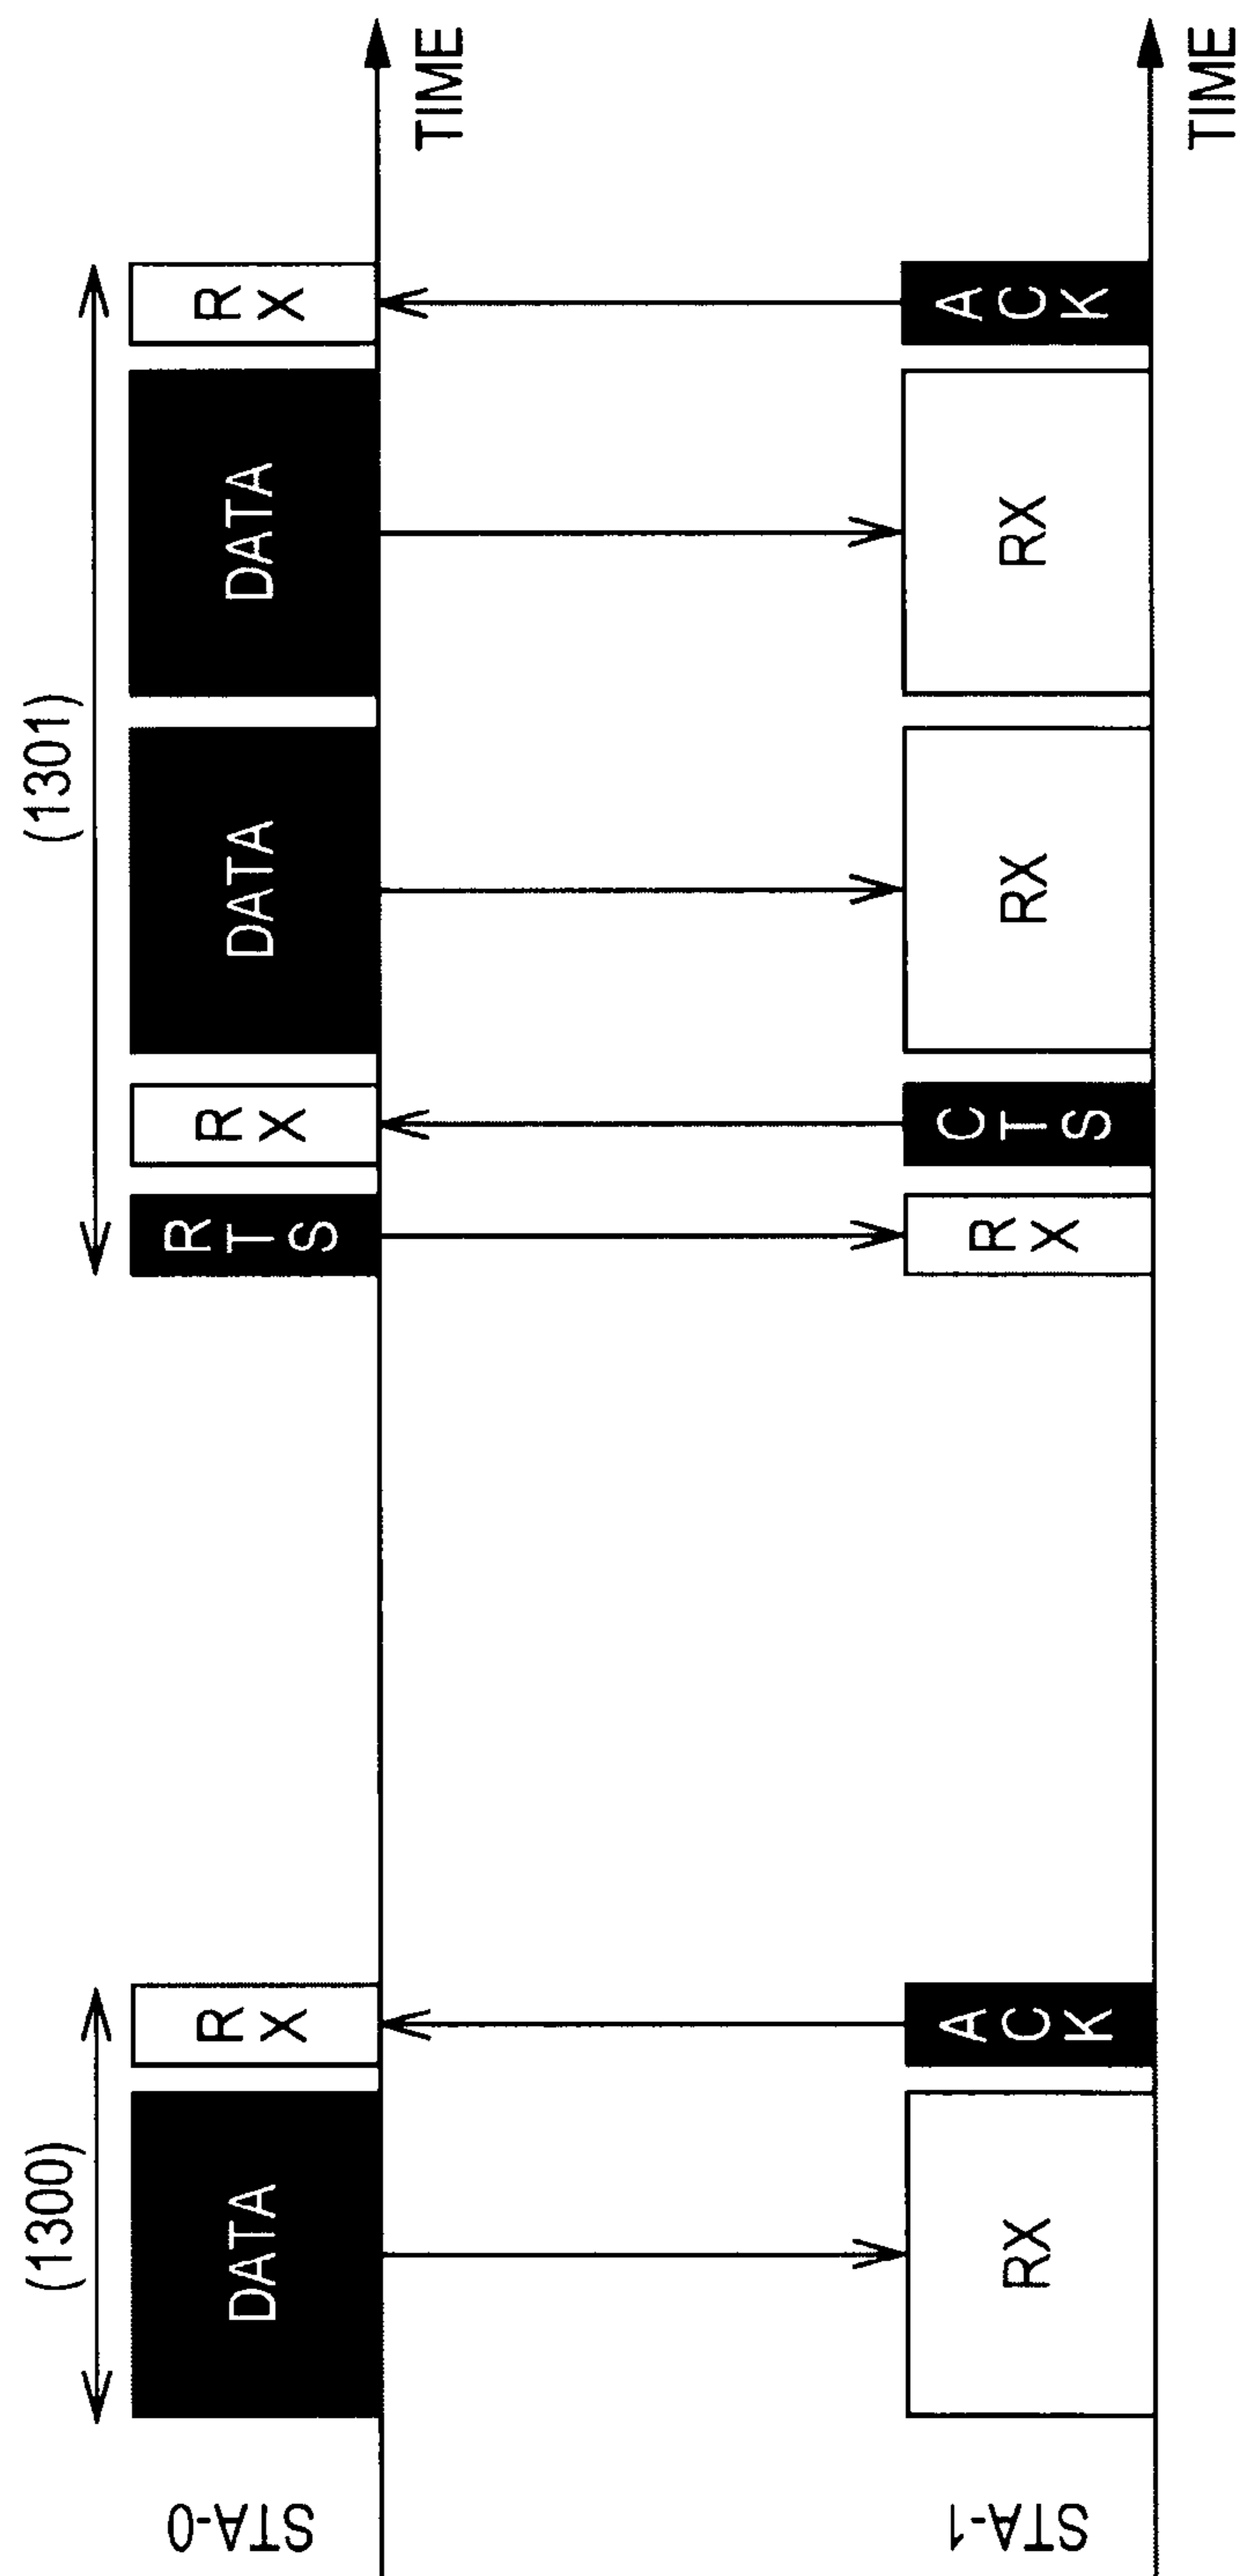 (1300)
(1301)
STA-0
DATA
RX
RTS
RX
DATA
DATA
RX
TIME
STA-1
RX
ACK
RX
CTS
RX
RX
ACK
TIME